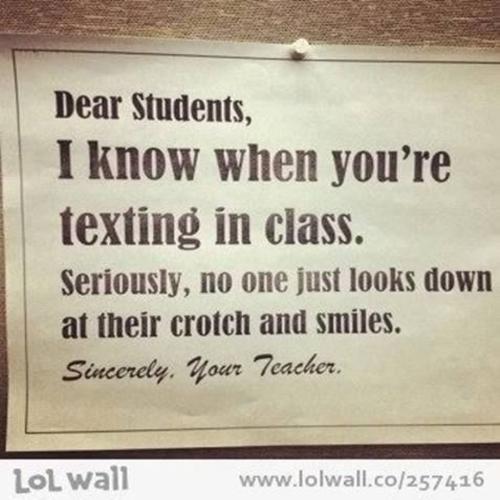 Dear Students,
I know when you're
texting in class.
Seriously, no one just looks down
at their crotch and smiles.
Sincerely. Your Teacher.
LOL wall
www.lolwall.co/257416